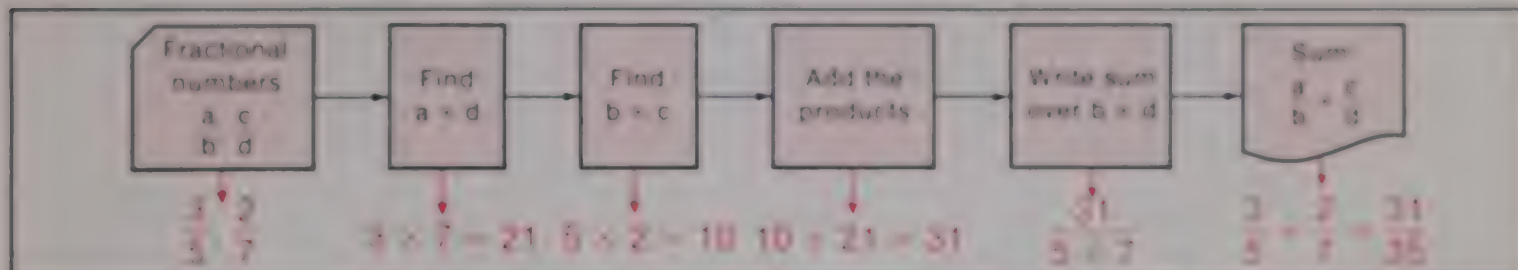 Fractional
numbers
a c
b d
Find
a × d
Find
b × c
Add the
products
Write sum
over b × d
Sum
a + c
b d
3 2
5 7
3 × 7 = 21
5 × 2 = 10
10 + 21 = 31
31
5 × 7
3 + 2 = 31
5 7 35